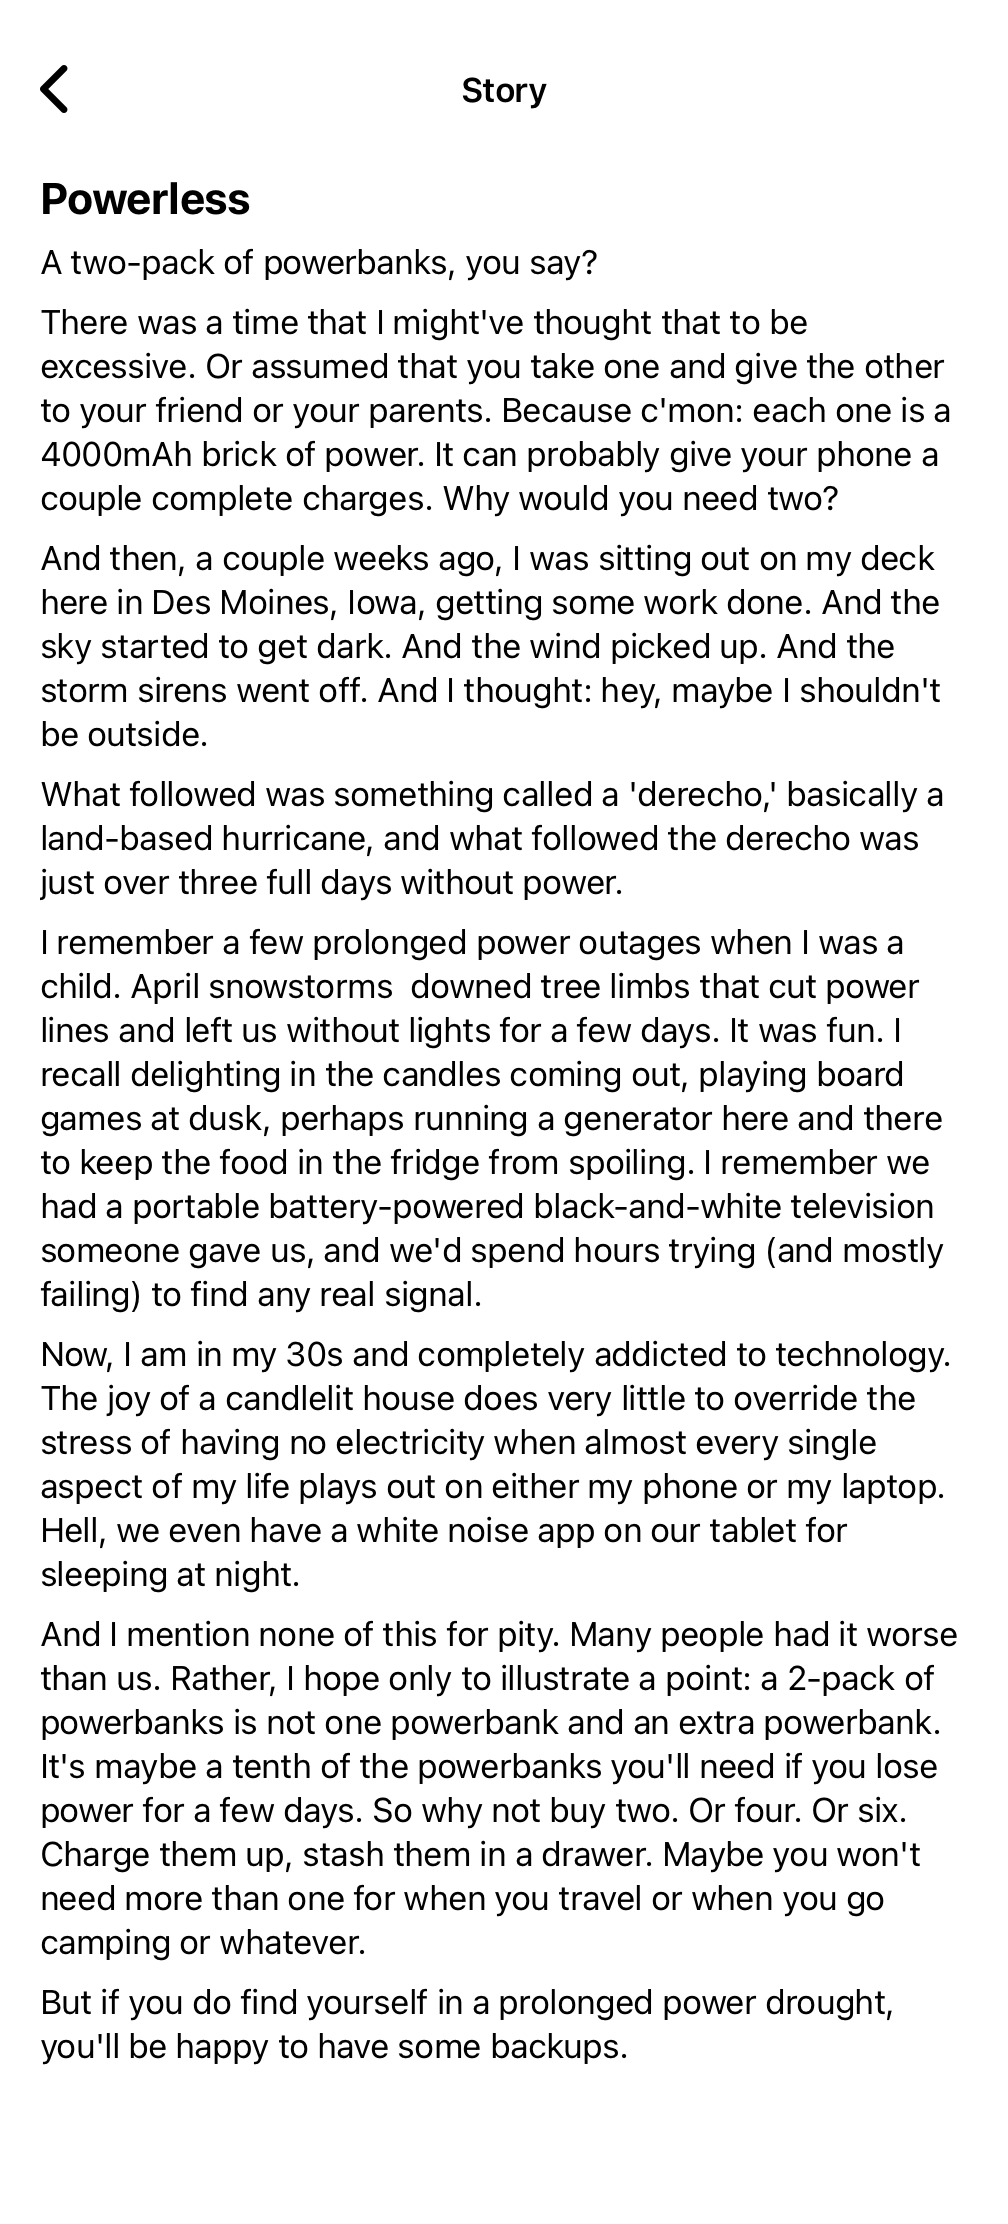 Story
Powerless
A two-pack of powerbanks, you say?
There was a time that I might've thought that to be
excessive. Or assumed that you take one and give the other
to your friend or your parents. Because c'mon: each one is a
4000mAh brick of power. It can probably give your phone a
couple complete charges. Why would you need two?
And then, a couple weeks ago, I was sitting out on my deck
here in Des Moines, Iowa, getting some work done. And the
sky started to get dark. And the wind picked up. And the
storm sirens went off. And I thought: hey, maybe I shouldn't
be outside.
What followed was something called a 'derecho,' basically a
land-based hurricane, and what followed the derecho was
just over three full days without power.
I remember a few prolonged power outages when I was a
child. April snowstorms  downed tree limbs that cut power
lines and left us without lights for a few days. It was fun. I
recall delighting in the candles coming out, playing board
games at dusk, perhaps running a generator here and there
to keep the food in the fridge from spoiling. I remember we
had a portable battery-powered black-and-white television
someone gave us, and we'd spend hours trying (and mostly
failing) to find any real signal.
Now, I am in my 30s and completely addicted to technology.
The joy of a candlelit house does very little to override the
stress of having no electricity when almost every single
aspect of my life plays out on either my phone or my laptop.
Hell, we even have a white noise app on our tablet for
sleeping at night.
And I mention none of this for pity. Many people had it worse
than us. Rather, I hope only to illustrate a point: a 2-pack of
powerbanks is not one powerbank and an extra powerbank.
It's maybe a tenth of the powerbanks you'll need if you lose
power for a few days. So why not buy two. Or four. Or six.
Charge them up, stash them in a drawer. Maybe you won't
need more than one for when you travel or when you go
camping or whatever.
But if you do find yourself in a prolonged power drought,
you'll be happy to have some backups.